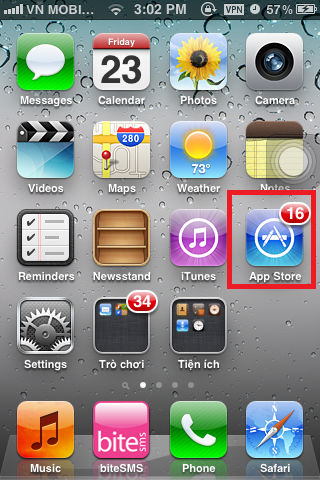 VN MOBI... 3:02 PM VPN 57%
Friday
23
Messages Calendar Photos Camera
280
73°
Videos Maps Weather Notes
16
Reminders Newsstand iTunes App Store
34
Settings Trò chơi Tiện ích
bite
sms
Music biteSMS Phone Safari